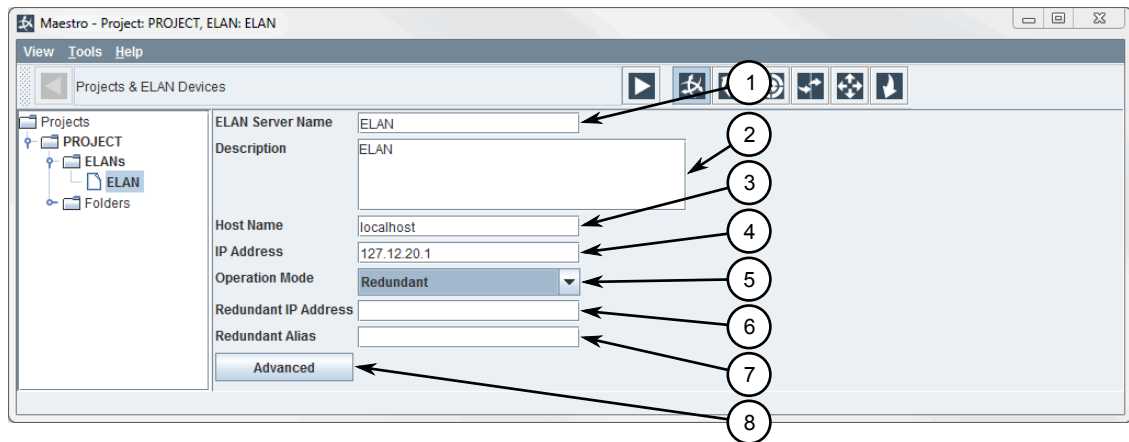 Maestro - Project: PROJECT, ELAN: ELAN
View Tools Help
Projects & ELAN Devices
1
Projects
PROJECT
ELANs
ELAN
Folders
ELAN Server Name ELAN
2
Description ELAN
3
Host Name localhost
4
IP Address 127.12.20.1
5
Operation Mode Redundant
6
Redundant IP Address
Redundant Alias
7
Advanced
8